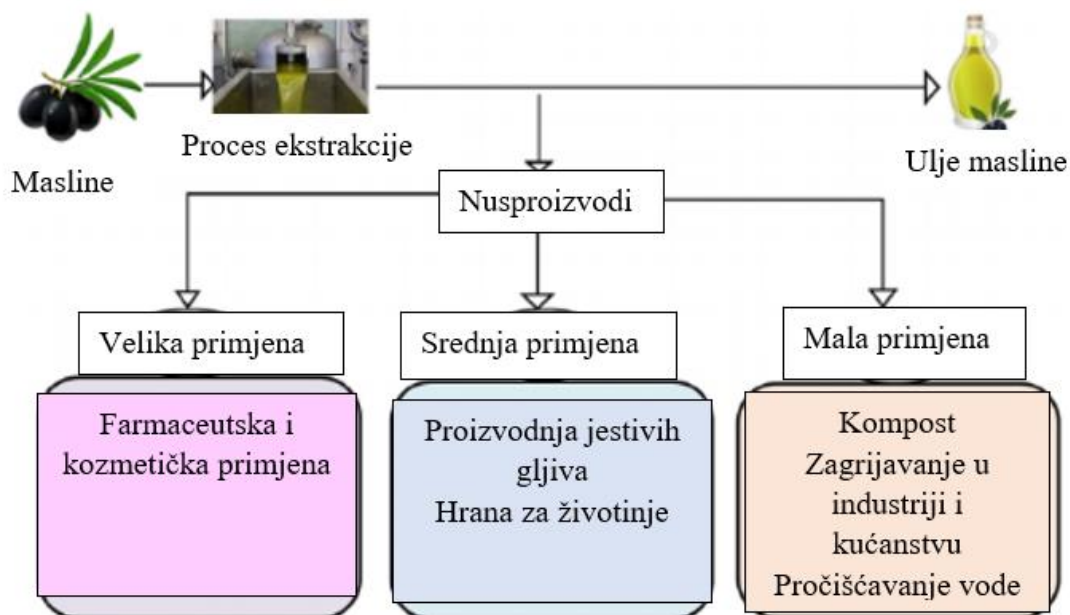 Masline
Proces ekstrakcije
Ulje masline
Nusproizvodi
Velika primjena
Farmaceutska i
kozmetička primjena
Srednja primjena
Proizvodnja jestivih
gljiva
Hrana za životinje
Mala primjena
Kompost
Zagrijavanje u
industriji i
kućanstvu
Pročišćavanje vode